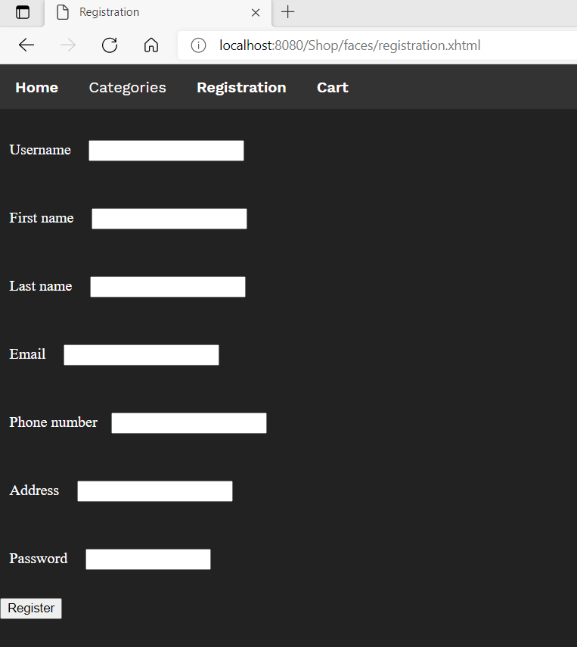 Registration
localhost:8080/Shop/faces/registration.xhtml
Home Categories Registration Cart
Username
First name
Last name
Email
Phone number
Address
Password
Register